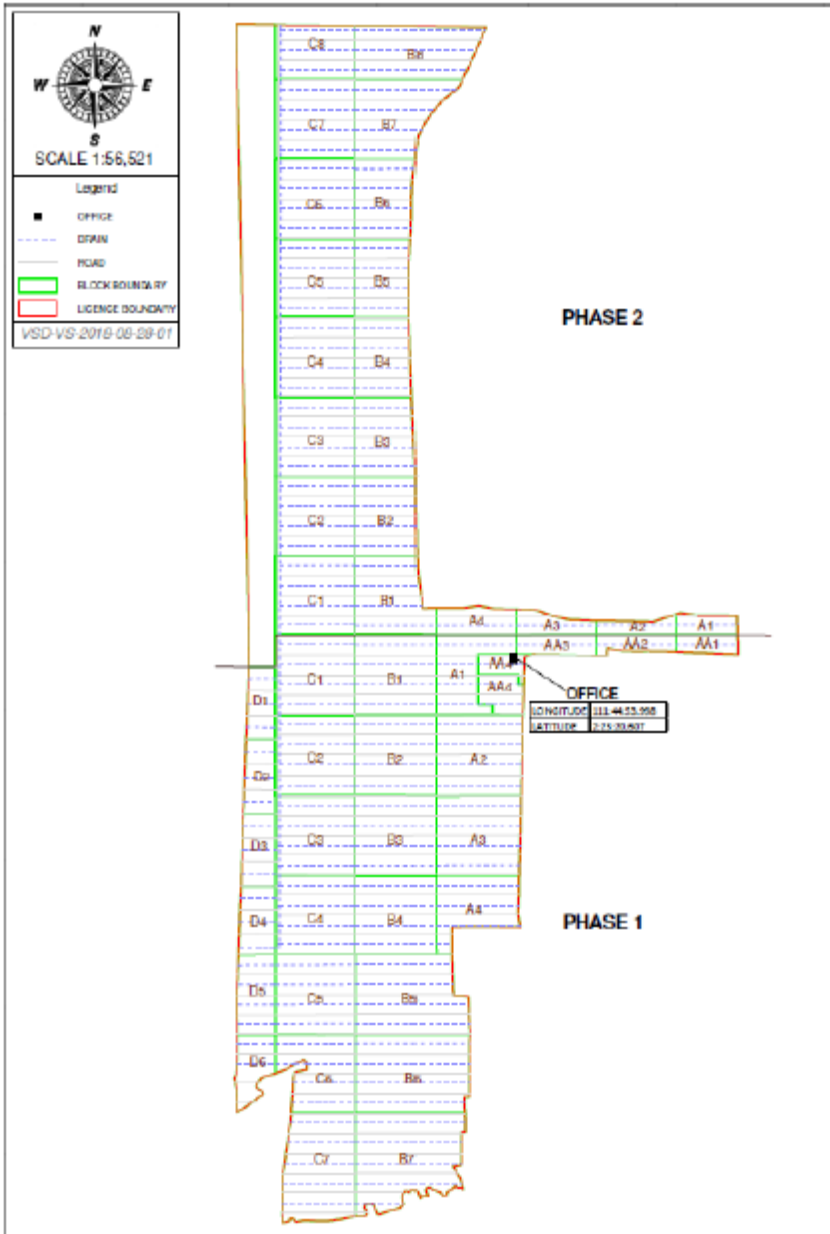 N
W E
S
SCALE 1:56,521
Legend
OFFICE
DRAIN
ROAD
BLOCK BOUNDARY
LICENCE BOUNDARY
C8 B8
C7 B7
C6 B6
C5 B5
PHASE 2
C4 B4
C3 B3
C2 B2
C1 B1
A4 A3 A2 A1
AA3 AA2 AA1
AA4
C1 B1 A1
AA4
D1
OFFICE
LONGITUDE
LATITUDE
C2 B2 A2
D2
D3 C3 B3 A3
A4
D4 C4 B4
PHASE 1
D5 C5 B5
D6
C6 B6
C7 B7